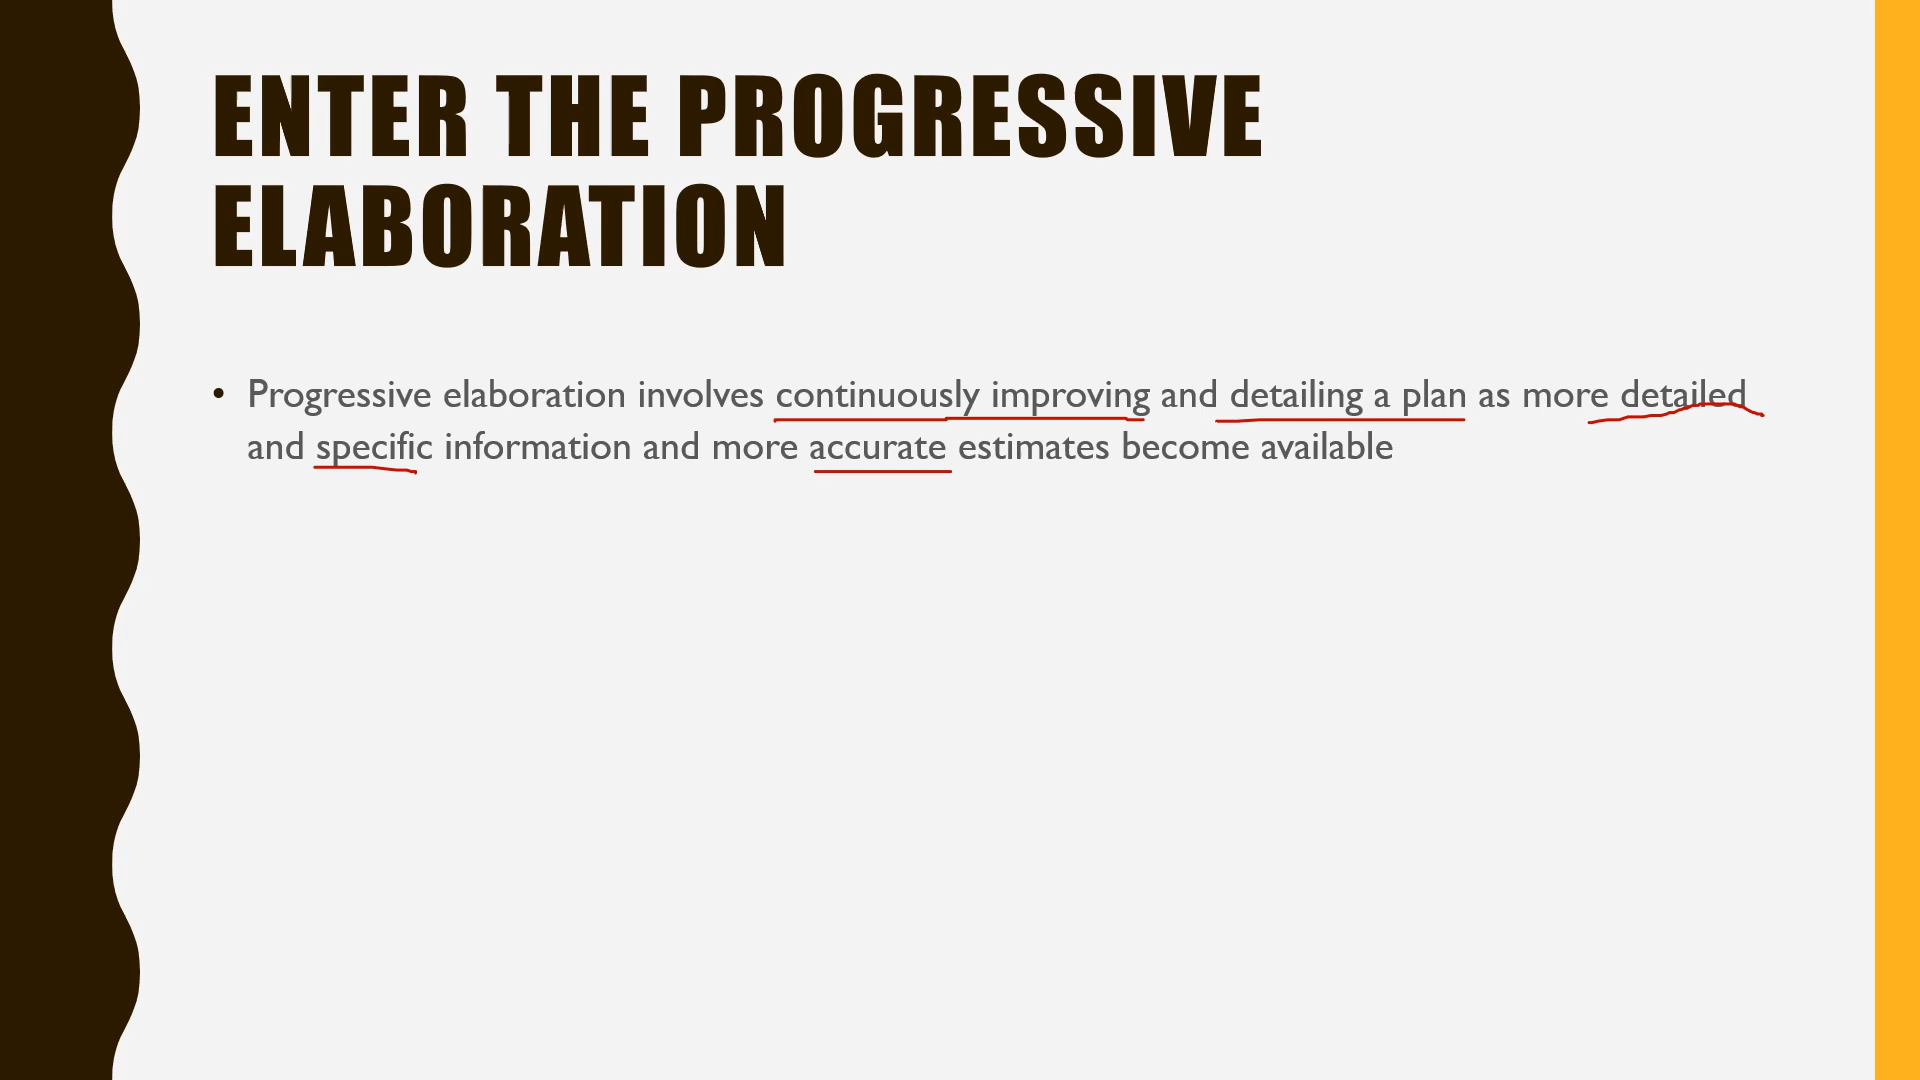 ENTER THE PROGRESSIVE
ELABORATION
• Progressive elaboration involves continuously improving and detailing a plan as more detailed
and specific information and more accurate estimates become available